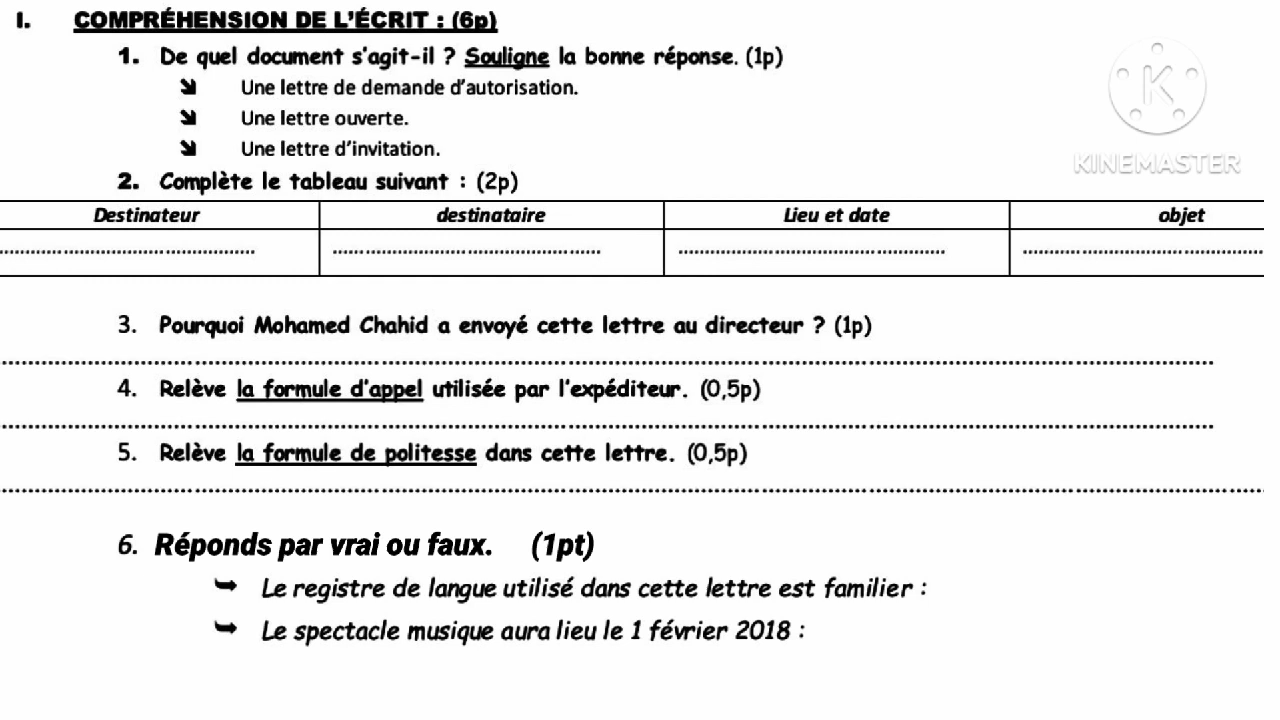 I. COMPRÉHENSION DE L'ÉCRIT : (6p)
1. De quel document s'agit-il ? Souligne la bonne réponse. (1p)
Une lettre de demande d'autorisation.
Une lettre ouverte.
Une lettre d'invitation.
K
KINEMASTER
2. Complète le tableau suivant : (2p)
Destinateur destinataire Lieu et date objet
3. Pourquoi Mohamed Chahid a envoyé cette lettre au directeur ? (1p)
4. Relève la formule d'appel utilisée par l'expéditeur. (0,5p)
5. Relève la formule de politesse dans cette lettre. (0,5p)
6. Réponds par vrai ou faux. (1pt)
Le registre de langue utilisé dans cette lettre est familier :
Le spectacle musique aura lieu le 1 février 2018 :